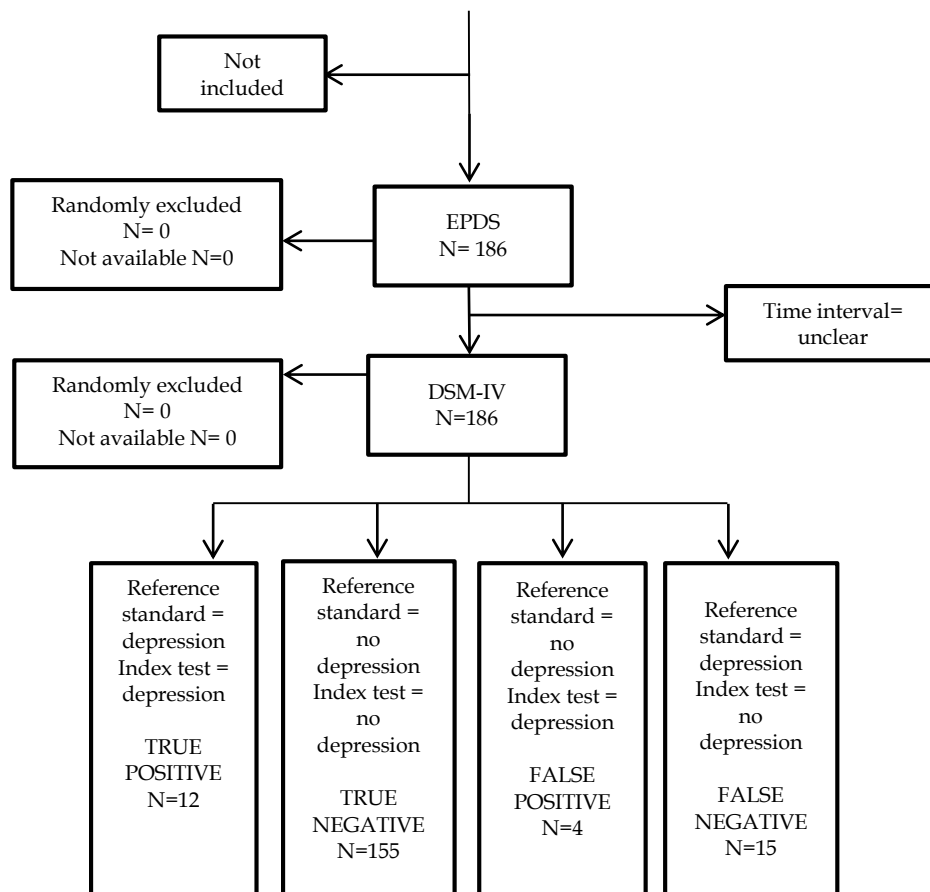 Not
included
Randomly excluded
N= 0
Not available N=0
EPDS
N= 186
Time interval=
unclear
Randomly excluded
N= 0
Not available N= 0
DSM-IV
N=186
Reference
standard =
depression
Index test =
depression
TRUE
POSITIVE
N=12
Reference
standard =
no
depression
Index test =
no
depression
TRUE
NEGATIVE
N=155
Reference
standard =
no
depression
Index test =
depression
FALSE
POSITIVE
N=4
Reference
standard =
depression
Index test =
no
depression
FALSE
NEGATIVE
N=15